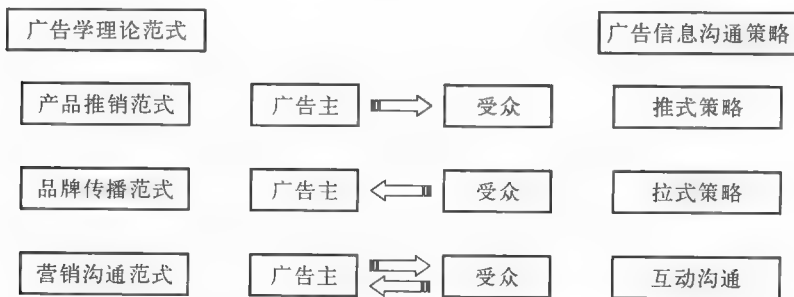 广告学理论范式 广告信息沟通策略
产品推销范式 广告主 受众 推式策略
品牌传播范式 广告主 受众 拉式策略
营销沟通范式 广告主 受众 互动沟通